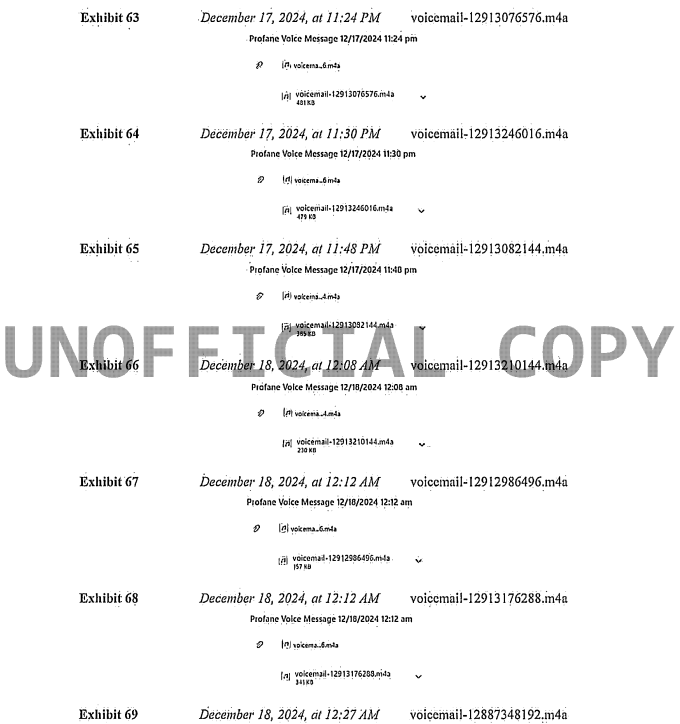 Exhibit 63 December 17, 2024, at 11:24 PM voicemail-12913076576.m4a
Profane Voice Message 12/17/2024 11:24 pm
voicema...6.m4a
voicemail-12913076576.m4a
481 KB
Exhibit 64 December 17, 2024, at 11:30 PM voicemail-12913246016.m4a
Profane Voice Message 12/17/2024 11:30 pm
voicema...6.m4a
voicemail-12913246016.m4a
479 KB
Exhibit 65 December 17, 2024, at 11:48 PM voicemail-12913082144.m4a
Profane Voice Message 12/17/2024 11:48 pm
voicema...4.m4a
voicemail-12913082144.m4a
365 KB
UNOFFICIAL COPY
Exhibit 66 December 18, 2024, at 12:08 AM voicemail-12913210144.m4a
Profane Voice Message 12/18/2024 12:08 am
voicema...4.m4a
voicemail-12913210144.m4a
230 KB
Exhibit 67 December 18, 2024, at 12:12 AM voicemail-12912986496.m4a
Profane Voice Message 12/18/2024 12:12 am
voicema...6.m4a
voicemail-12912986496.m4a
157 KB
Exhibit 68 December 18, 2024, at 12:12 AM voicemail-12913176288.m4a
Profane Voice Message 12/18/2024 12:12 am
voicema...8.m4a
voicemail-12913176288.m4a
341 KB
Exhibit 69 December 18, 2024, at 12:27 AM voicemail-12887348192.m4a